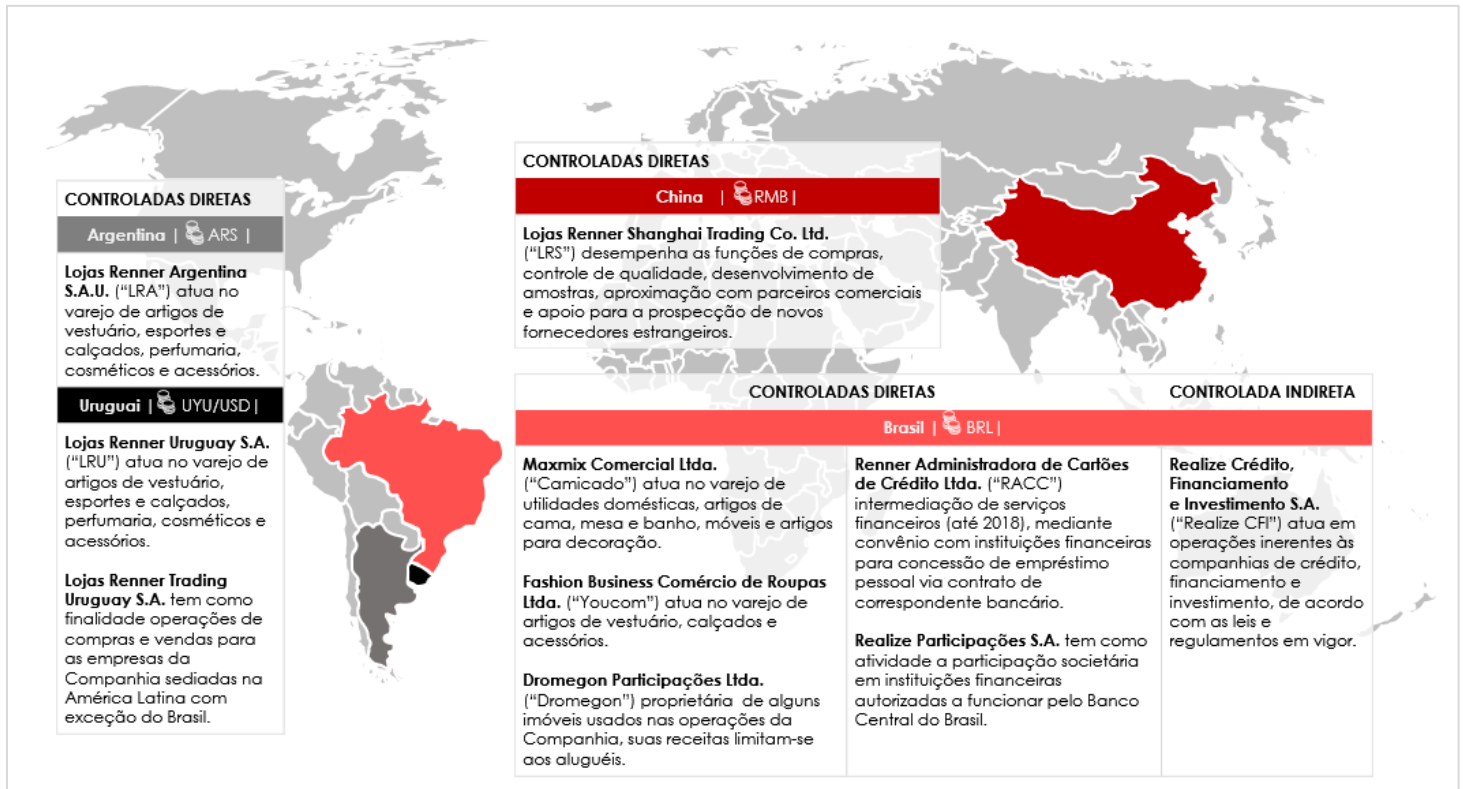 CONTROLADAS DIRETAS
Argentina | ARS |
Lojas Renner Argentina
S.A.U. (“LRA”) atua no
varejo de artigos de
vestuário, esportes e
calçados, perfumaria,
cosméticos e acessórios.
Uruguai | UYU/USD |
Lojas Renner Uruguay S.A.
(“LRU”) atua no varejo de
artigos de vestuário,
esportes e calçados,
perfumaria, cosméticos e
acessórios.
Lojas Renner Trading
Uruguay S.A. tem como
finalidade operações de
compras e vendas para
as empresas da
Companhia sediadas na
América Latina com
exceção do Brasil.
CONTROLADAS DIRETAS
China | RMB |
Lojas Renner Shanghai Trading Co. Ltd.
(“LRS”) desempenha as funções de compras,
controle de qualidade, desenvolvimento de
amostras, aproximação com parceiros comerciais
e apoio para a prospecção de novos
fornecedores estrangeiros.
CONTROLADAS DIRETAS
CONTROLADA INDIRETA
Brasil | BRL |
Maxmix Comercial Ltda.
(“Camicado”) atua no varejo de
utilidades domésticas, artigos de
cama, mesa e banho, móveis e artigos
para decoração.
Fashion Business Comércio de Roupas
Ltda. (“Youcom”) atua no varejo de
artigos de vestuário, calçados e
acessórios.
Dromegon Participações Ltda.
(“Dromegon”) proprietária de alguns
imóveis usados nas operações da
Companhia, suas receitas limitam-se
aos aluguéis.
Renner Administradora de Cartões
de Crédito Ltda. (“RACC”)
intermediação de serviços
financeiros (até 2018), mediante
convênio com instituições financeiras
para concessão de empréstimo
pessoal via contrato de
correspondente bancário.
Realize Participações S.A. tem como
atividade a participação societária
em instituições financeiras
autorizadas a funcionar pelo Banco
Central do Brasil.
Realize Crédito,
Financiamento
e Investimento S.A.
(“Realize CFI”) atua em
operações inerentes às
companhias de crédito,
financiamento e
investimento, de acordo
com as leis e
regulamentos em vigor.